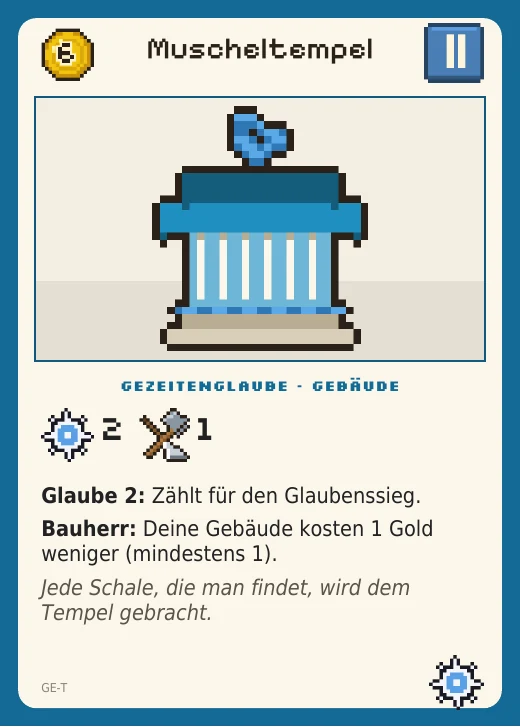 6 Muscheltempel II
GEZEITENGLAUBE - GEBÄUDE
2 1
Glaube 2: Zählt für den Glaubenssieg.
Bauherr: Deine Gebäude kosten 1 Gold
weniger (mindestens 1).
Jede Schale, die man findet, wird dem
Tempel gebracht.
GE-T